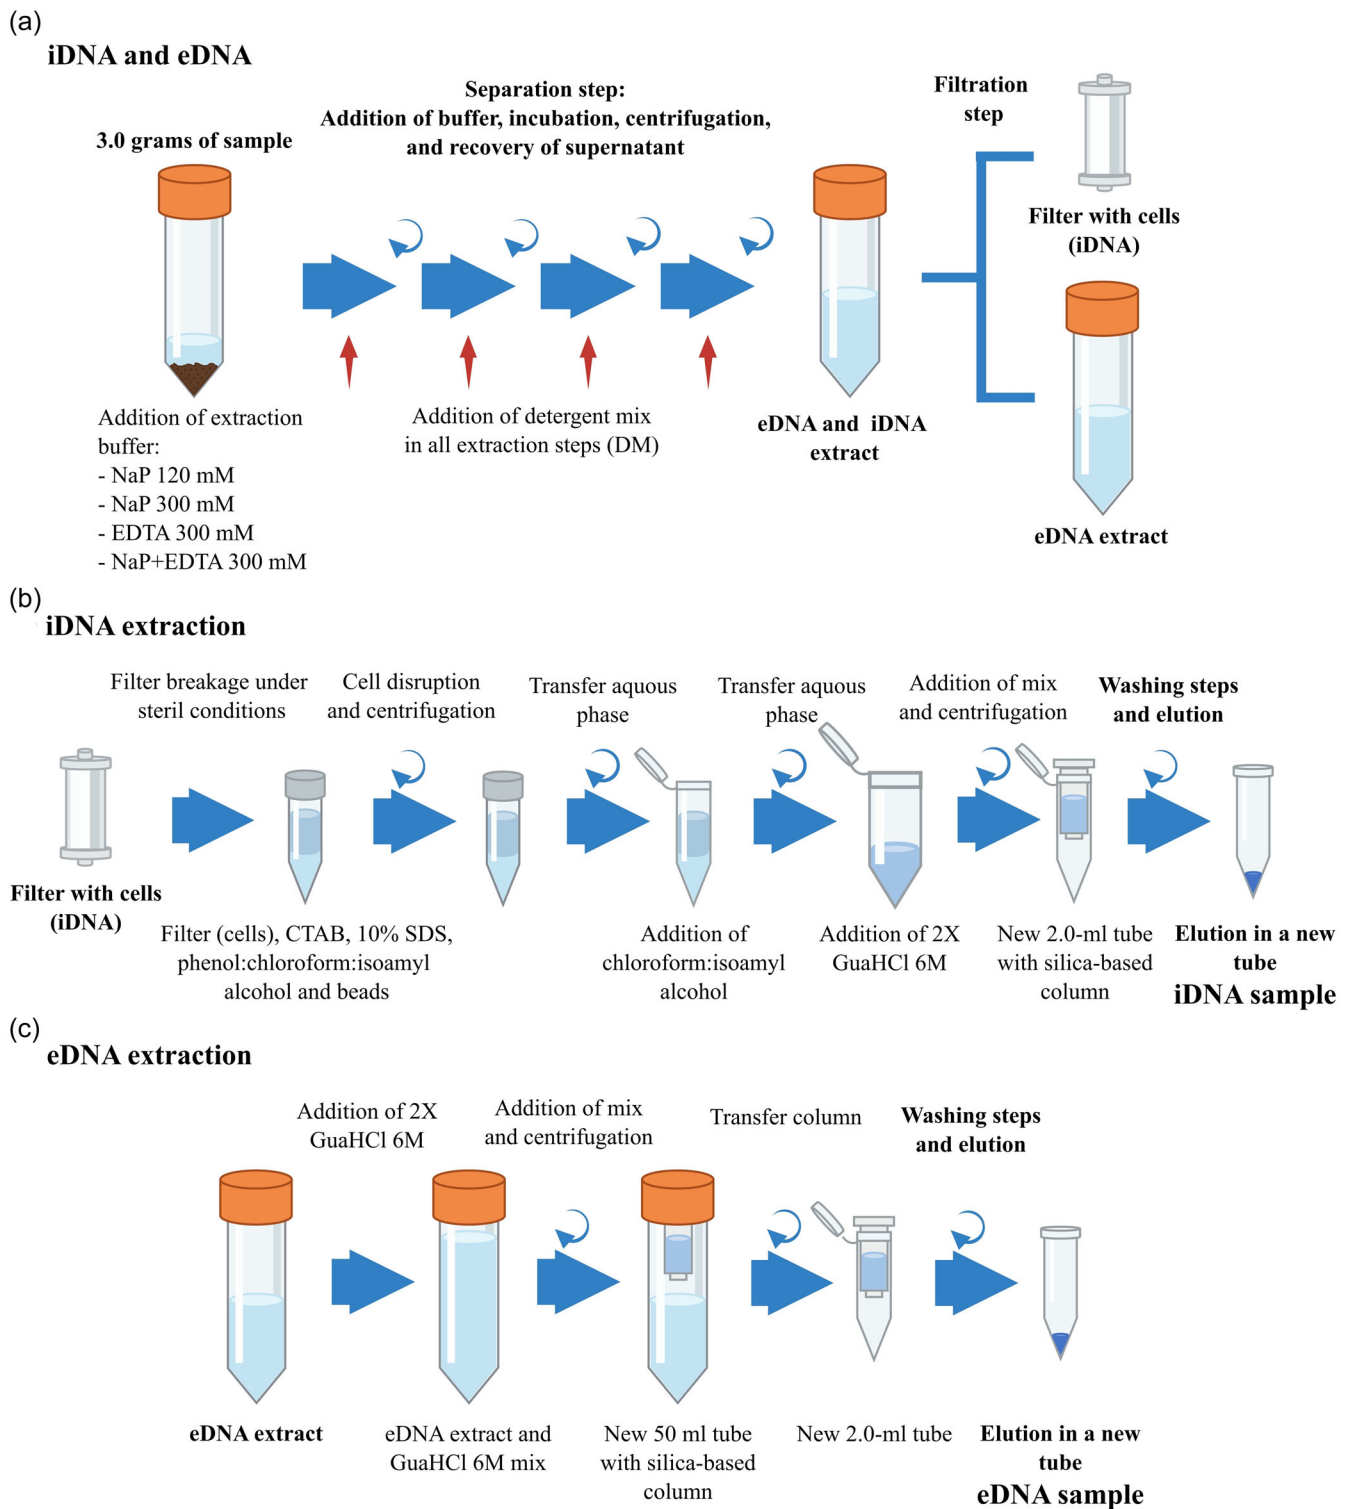 (a)
iDNA and eDNA
3.0 grams of sample
Separation step:
Addition of buffer, incubation, centrifugation,
and recovery of supernatant
Filtration
step
Filter with cells
(iDNA)
Addition of extraction
buffer:
- NaP 120 mM
- NaP 300 mM
- EDTA 300 mM
- NaP+EDTA 300 mM
Addition of detergent mix
in all extraction steps (DM)
eDNA and iDNA
extract
eDNA extract
(b)
iDNA extraction
Filter breakage under
steril conditions
Cell disruption
and centrifugation
Transfer aquous
phase
Transfer aquous
phase
Addition of mix
and centrifugation
Washing steps
and elution
Filter with cells
(iDNA)
Filter (cells), CTAB, 10% SDS,
phenol:chloroform:isoamyl
alcohol and beads
Addition of
chloroform:isoamyl
alcohol
Addition of 2X
GuaHCl 6M
New 2.0-ml tube
with silica-based
column
Elution in a new
tube
iDNA sample
(c)
eDNA extraction
Addition of 2X
GuaHCl 6M
Addition of mix
and centrifugation
Transfer column
Washing steps
and elution
eDNA extract
eDNA extract and
GuaHCl 6M mix
New 50 ml tube
with silica-based
column
New 2.0-ml tube
Elution in a new
tube
eDNA sample